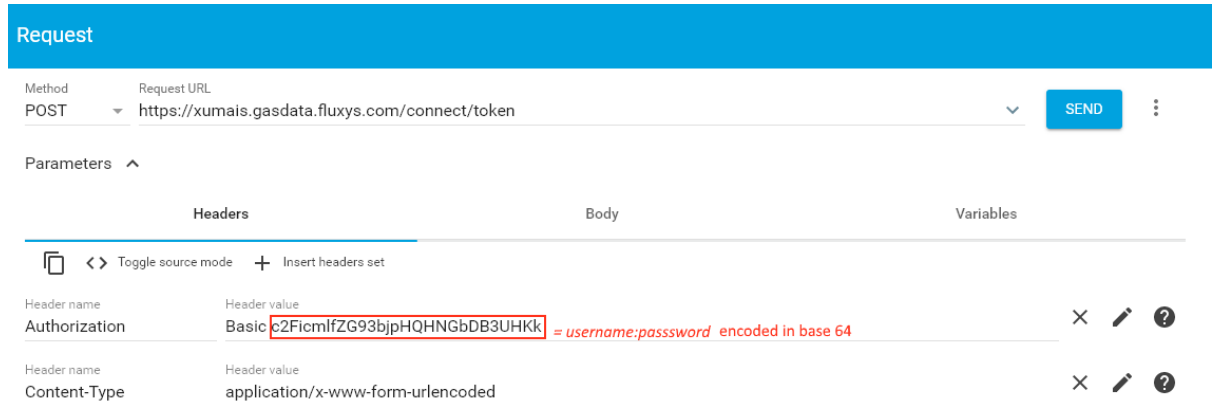 Request
Method
Request URL
POST
https://xumais.gasdata.fluxys.com/connect/token
SEND
Parameters
Headers
Body
Variables
Toggle source mode
Insert headers set
Header name
Header value
Authorization
Basic c2FicmlfZG93bjpHQHNGbDB3UHKk = username:passsword encoded in base 64
Header name
Header value
Content-Type
application/x-www-form-urlencoded